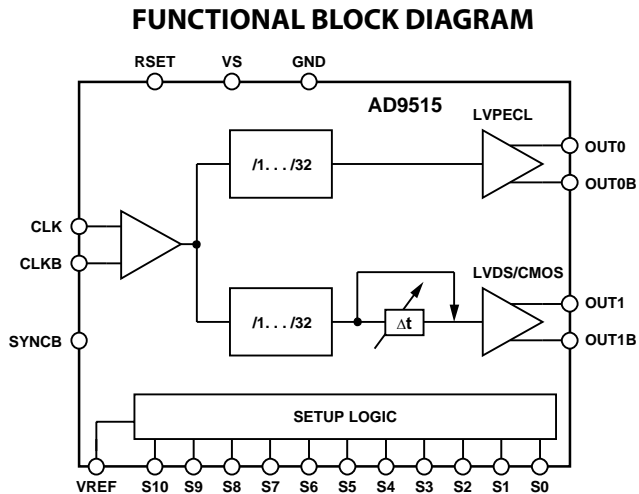 FUNCTIONAL BLOCK DIAGRAM
RSET VS GND
AD9515
LVPECL
OUT0
/1. . . /32
OUT0B
CLK
CLKB
LVDS/CMOS
OUT1
/1. . . /32
Δt
SYNCB
OUT1B
SETUP LOGIC
VREF S10 S9 S8 S7 S6 S5 S4 S3 S2 S1 S0